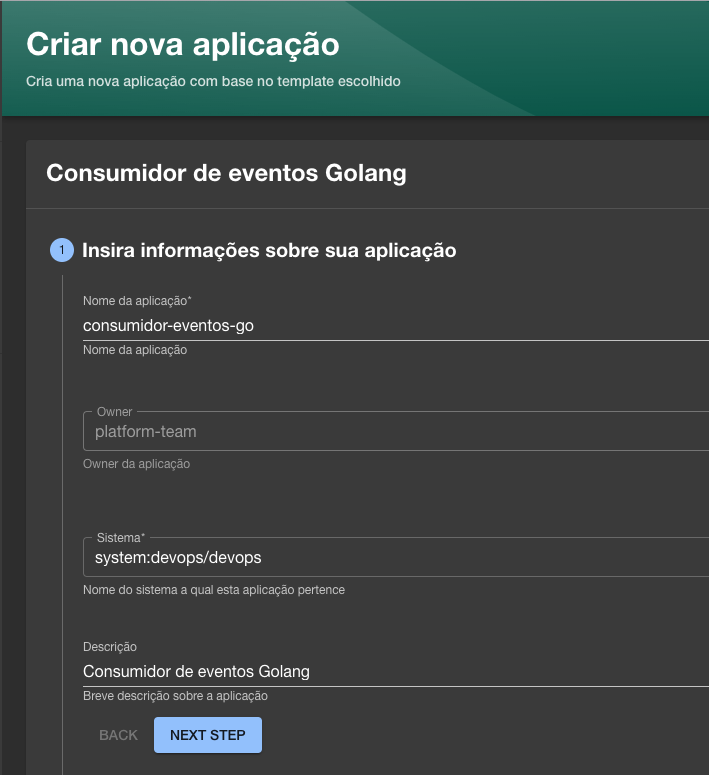 Criar nova aplicação
Cria uma nova aplicação com base no template escolhido
Consumidor de eventos Golang
1 Insira informações sobre sua aplicação
Nome da aplicação*
consumidor-eventos-go
Nome da aplicação
Owner
platform-team
Owner da aplicação
Sistema*
system:devops/devops
Nome do sistema a qual esta aplicação pertence
Descrição
Consumidor de eventos Golang
Breve descrição sobre a aplicação
BACK NEXT STEP